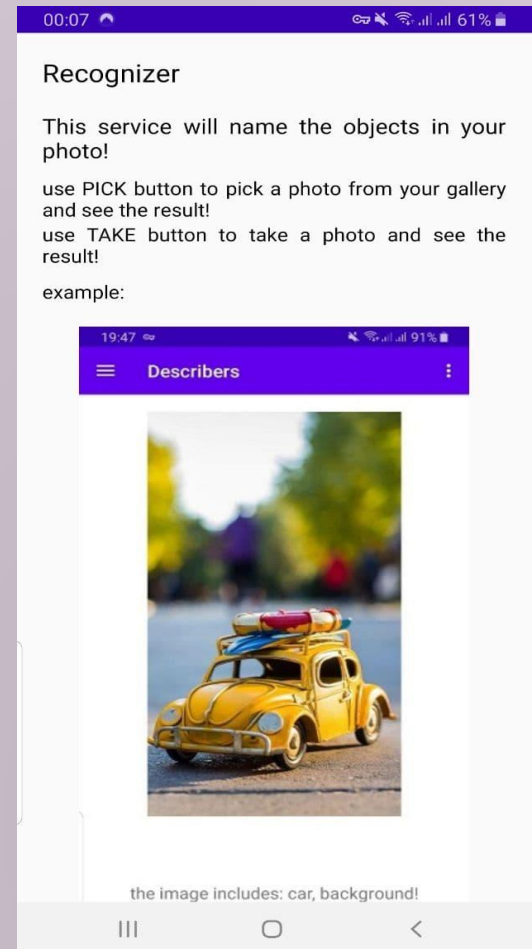 00:07 61%
Recognizer
This service will name the objects in your
photo!
use PICK button to pick a photo from your gallery
and see the result!
use TAKE button to take a photo and see the
result!
example:
19:47 91%
Describers
the image includes: car, background!